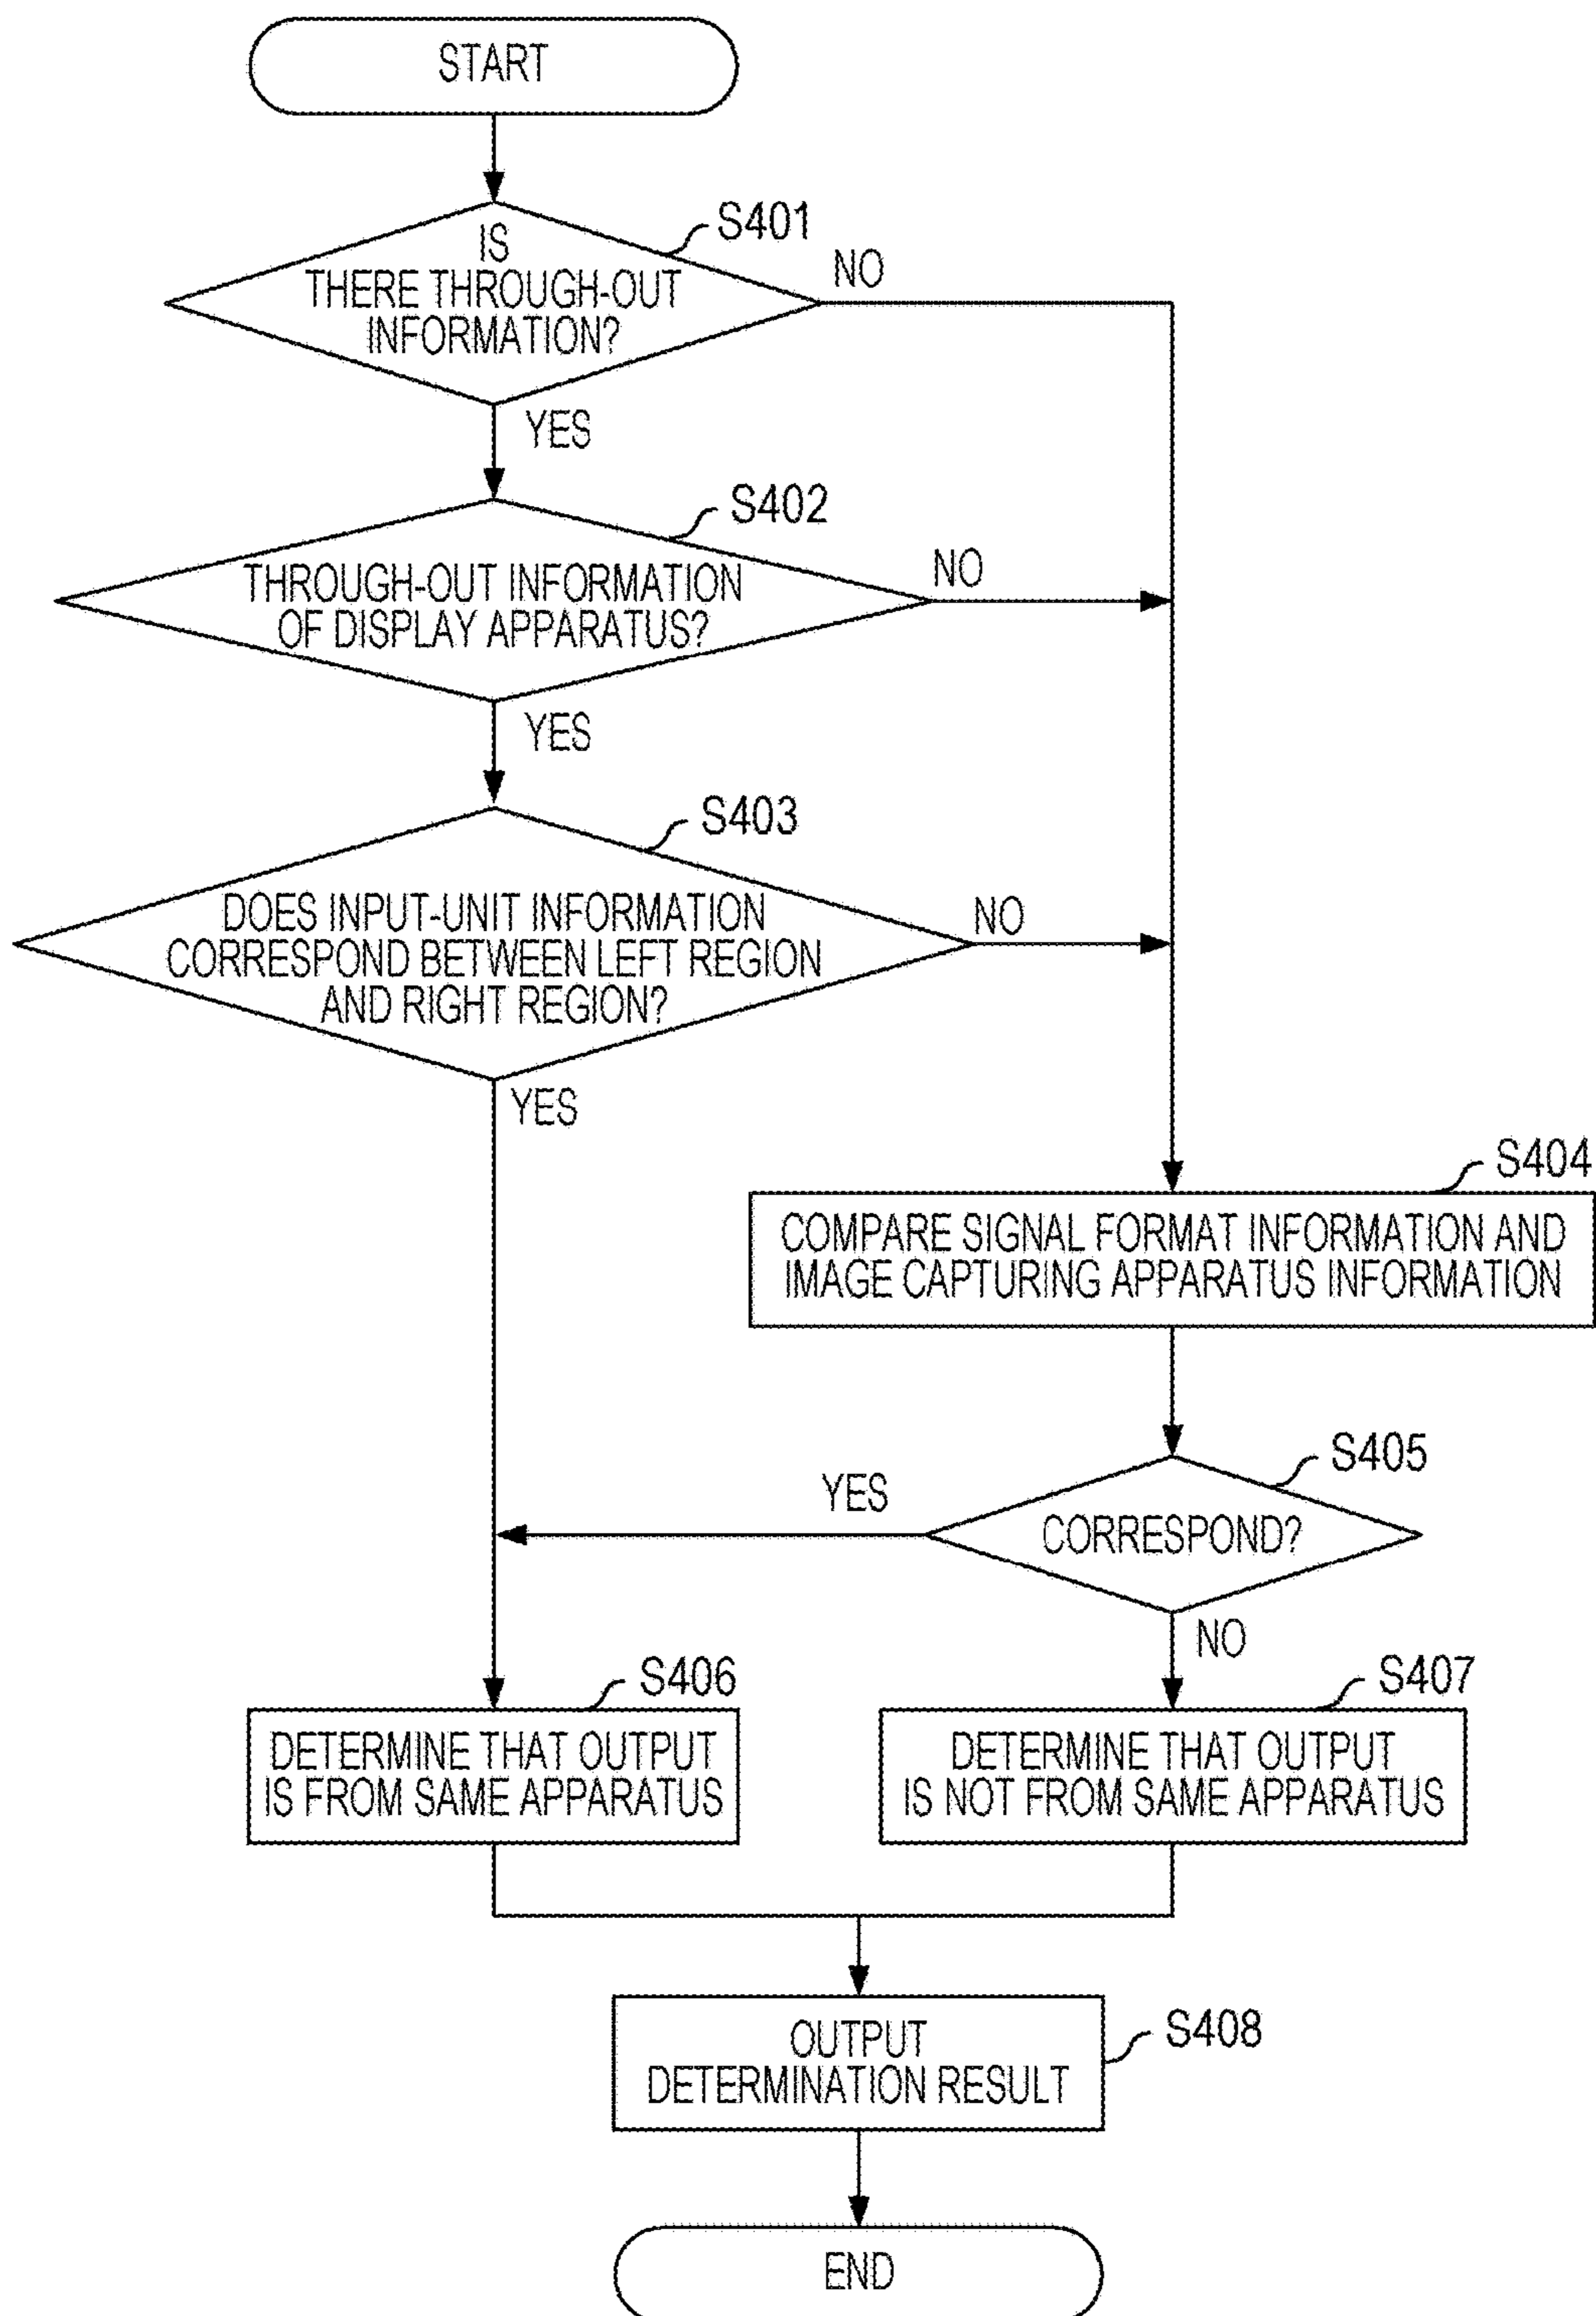 START
S401
IS
THERE THROUGH-OUT
INFORMATION?
NO
YES
S402
THROUGH-OUT INFORMATION
OF DISPLAY APPARATUS?
NO
YES
S403
DOES INPUT-UNIT INFORMATION
CORRESPOND BETWEEN LEFT REGION
AND RIGHT REGION?
NO
YES
S404
COMPARE SIGNAL FORMAT INFORMATION AND
IMAGE CAPTURING APPARATUS INFORMATION
S405
CORRESPOND?
YES
NO
S406
DETERMINE THAT OUTPUT
IS FROM SAME APPARATUS
S407
DETERMINE THAT OUTPUT
IS NOT FROM SAME APPARATUS
S408
OUTPUT
DETERMINATION RESULT
END